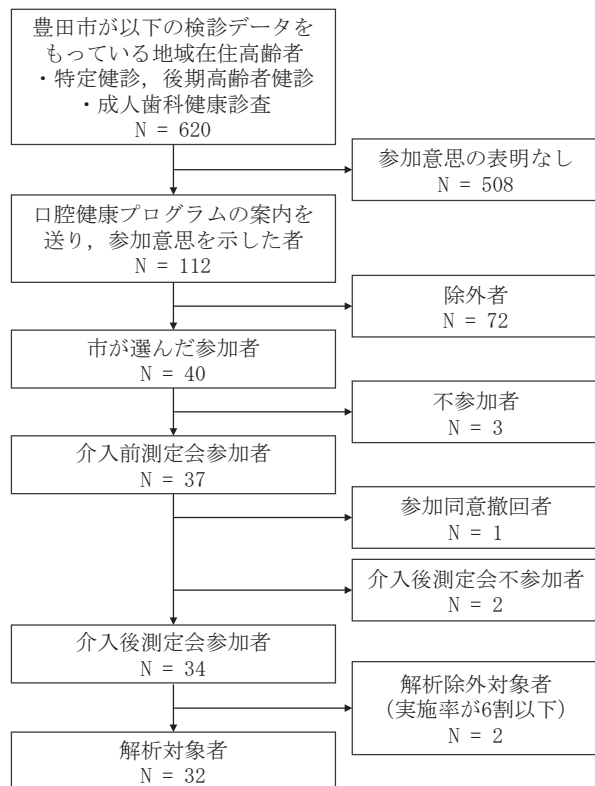 豊田市が以下の検診データを
もっている地域在住高齢者
・特定健診，後期高齢者健診
・成人歯科健康診査
N = 620
参加意思の表明なし
N = 508
口腔健康プログラムの案内を
送り，参加意思を示した者
N = 112
除外者
N = 72
市が選んだ参加者
N = 40
不参加者
N = 3
介入前測定会参加者
N = 37
参加同意撤回者
N = 1
介入後測定会不参加者
N = 2
介入後測定会参加者
N = 34
解析除外対象者
（実施率が6割以下）
N = 2
解析対象者
N = 32